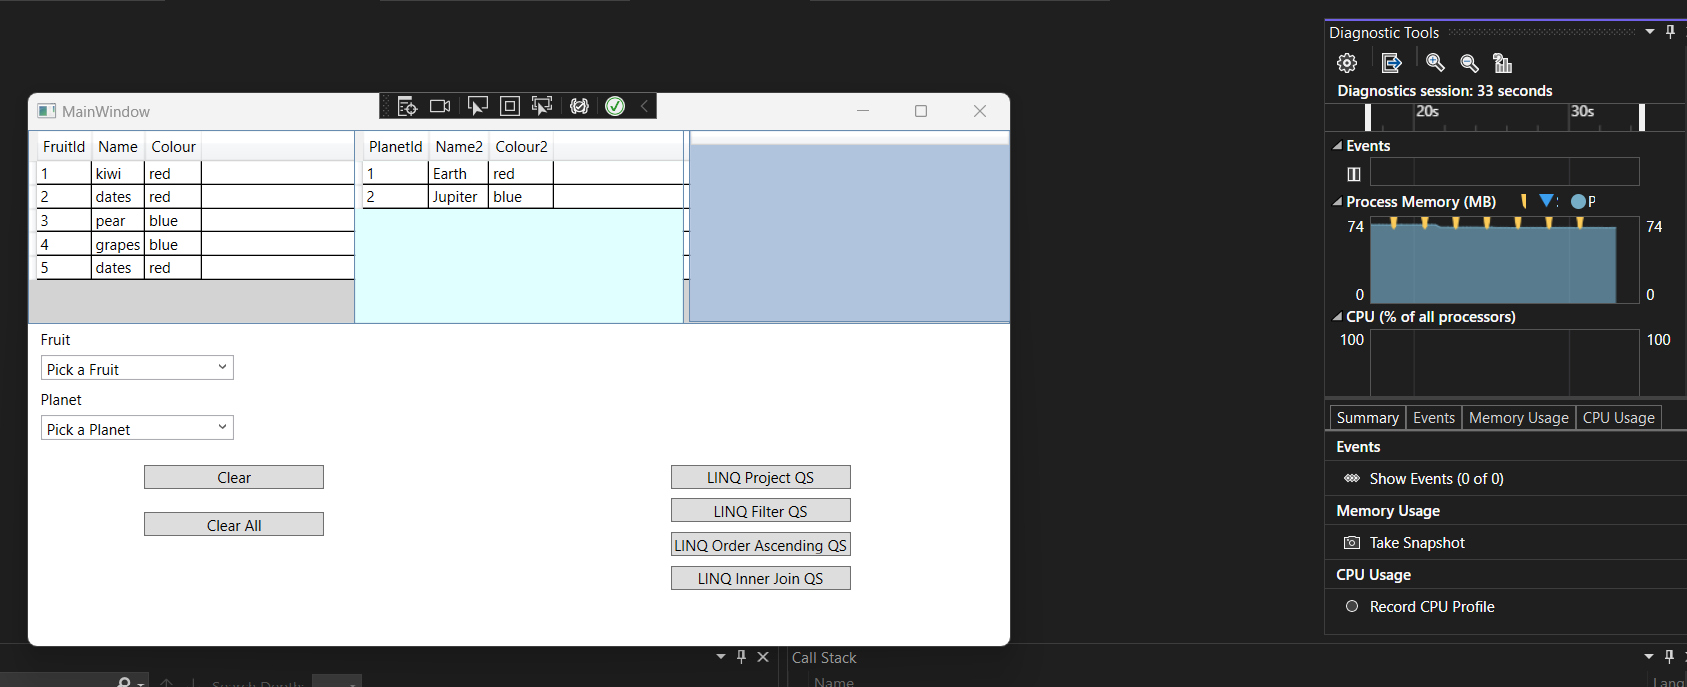 MainWindow
FruitId Name Colour
1 kiwi red
2 dates red
3 pear blue
4 grapes blue
5 dates red
PlanetId Name2 Colour2
1 Earth red
2 Jupiter blue
Fruit
Pick a Fruit
Planet
Pick a Planet
Clear
Clear All
LINQ Project QS
LINQ Filter QS
LINQ Order Ascending QS
LINQ Inner Join QS
Diagnostic Tools
Diagnostics session: 33 seconds
20s 30s
Events
Process Memory (MB) P
74 74
0 0
CPU (% of all processors)
100 100
Summary Events Memory Usage CPU Usage
Events
Show Events (0 of 0)
Memory Usage
Take Snapshot
CPU Usage
Record CPU Profile
Call Stack
Name Lang